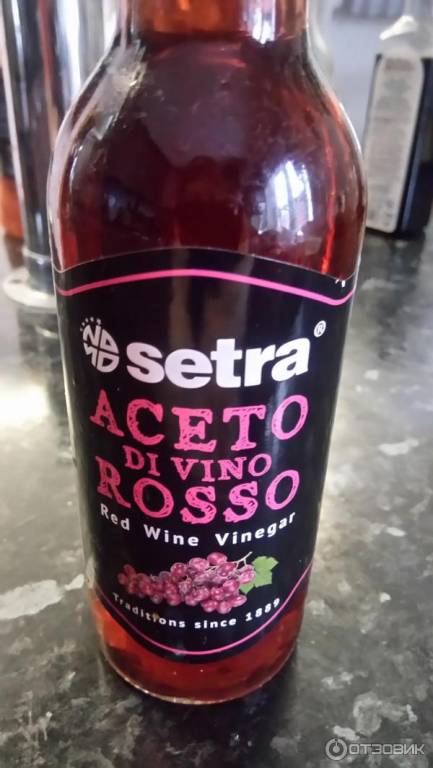 setra®
ACETO
DI VINO
ROSSO
Red Wine Vinegar
Traditions since 1889
ОТЗОВИК